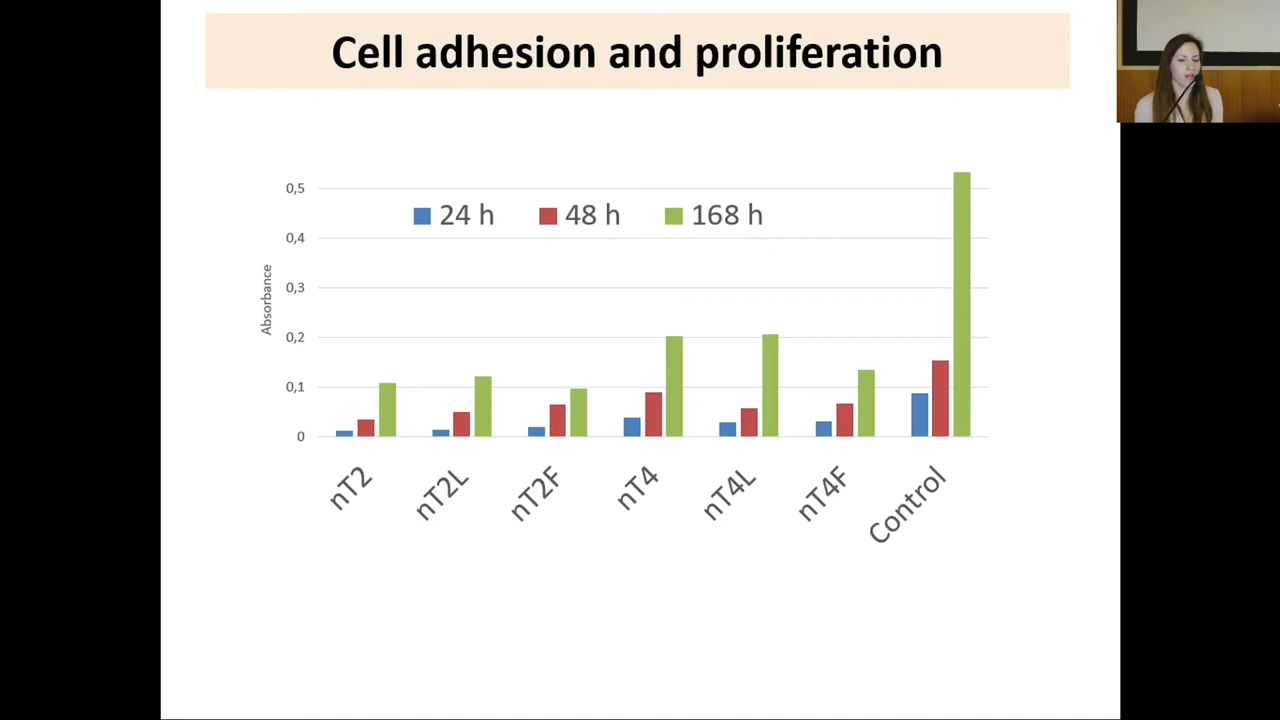 Cell adhesion and proliferation
0,5
24 h 48 h 168 h
0,4
0,3
Absorbance
0,2
0,1
0
nT2 nT2L nT2F nT4 nT4L nT4F Control